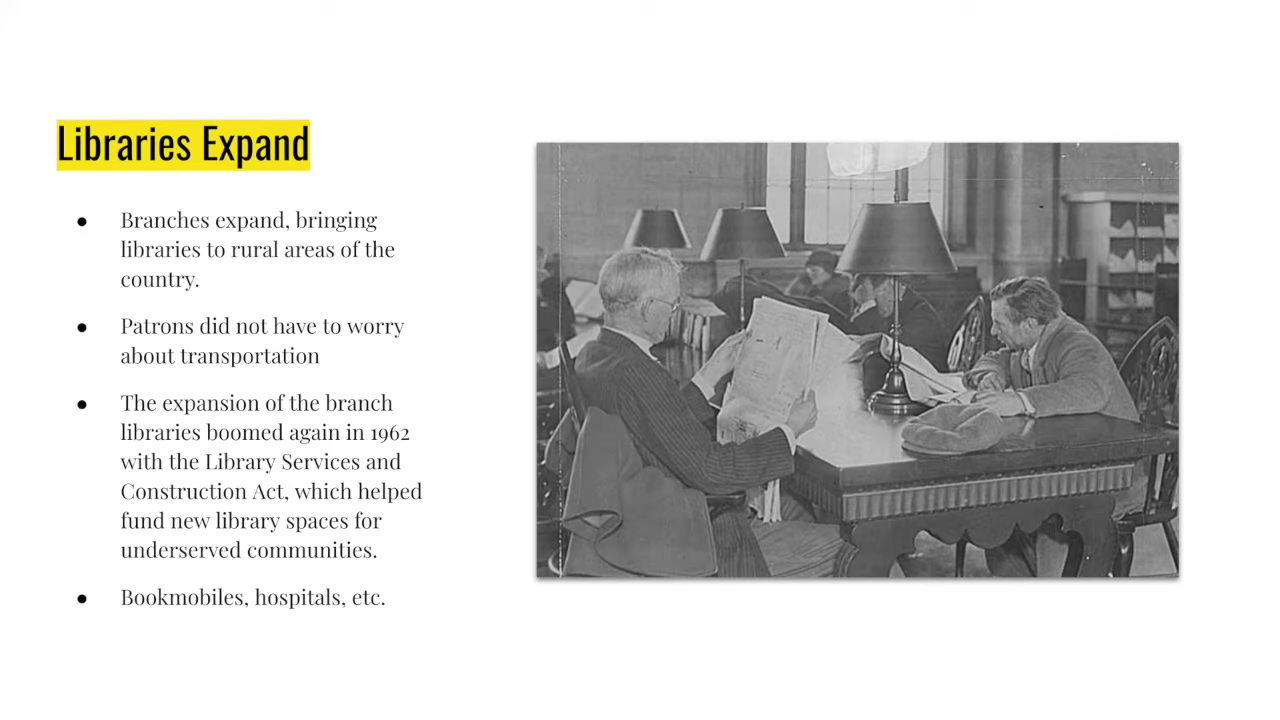 Libraries Expand
● Branches expand, bringing
libraries to rural areas of the
country.
● Patrons did not have to worry
about transportation
● The expansion of the branch
libraries boomed again in 1962
with the Library Services and
Construction Act, which helped
fund new library spaces for
underserved communities.
● Bookmobiles, hospitals, etc.